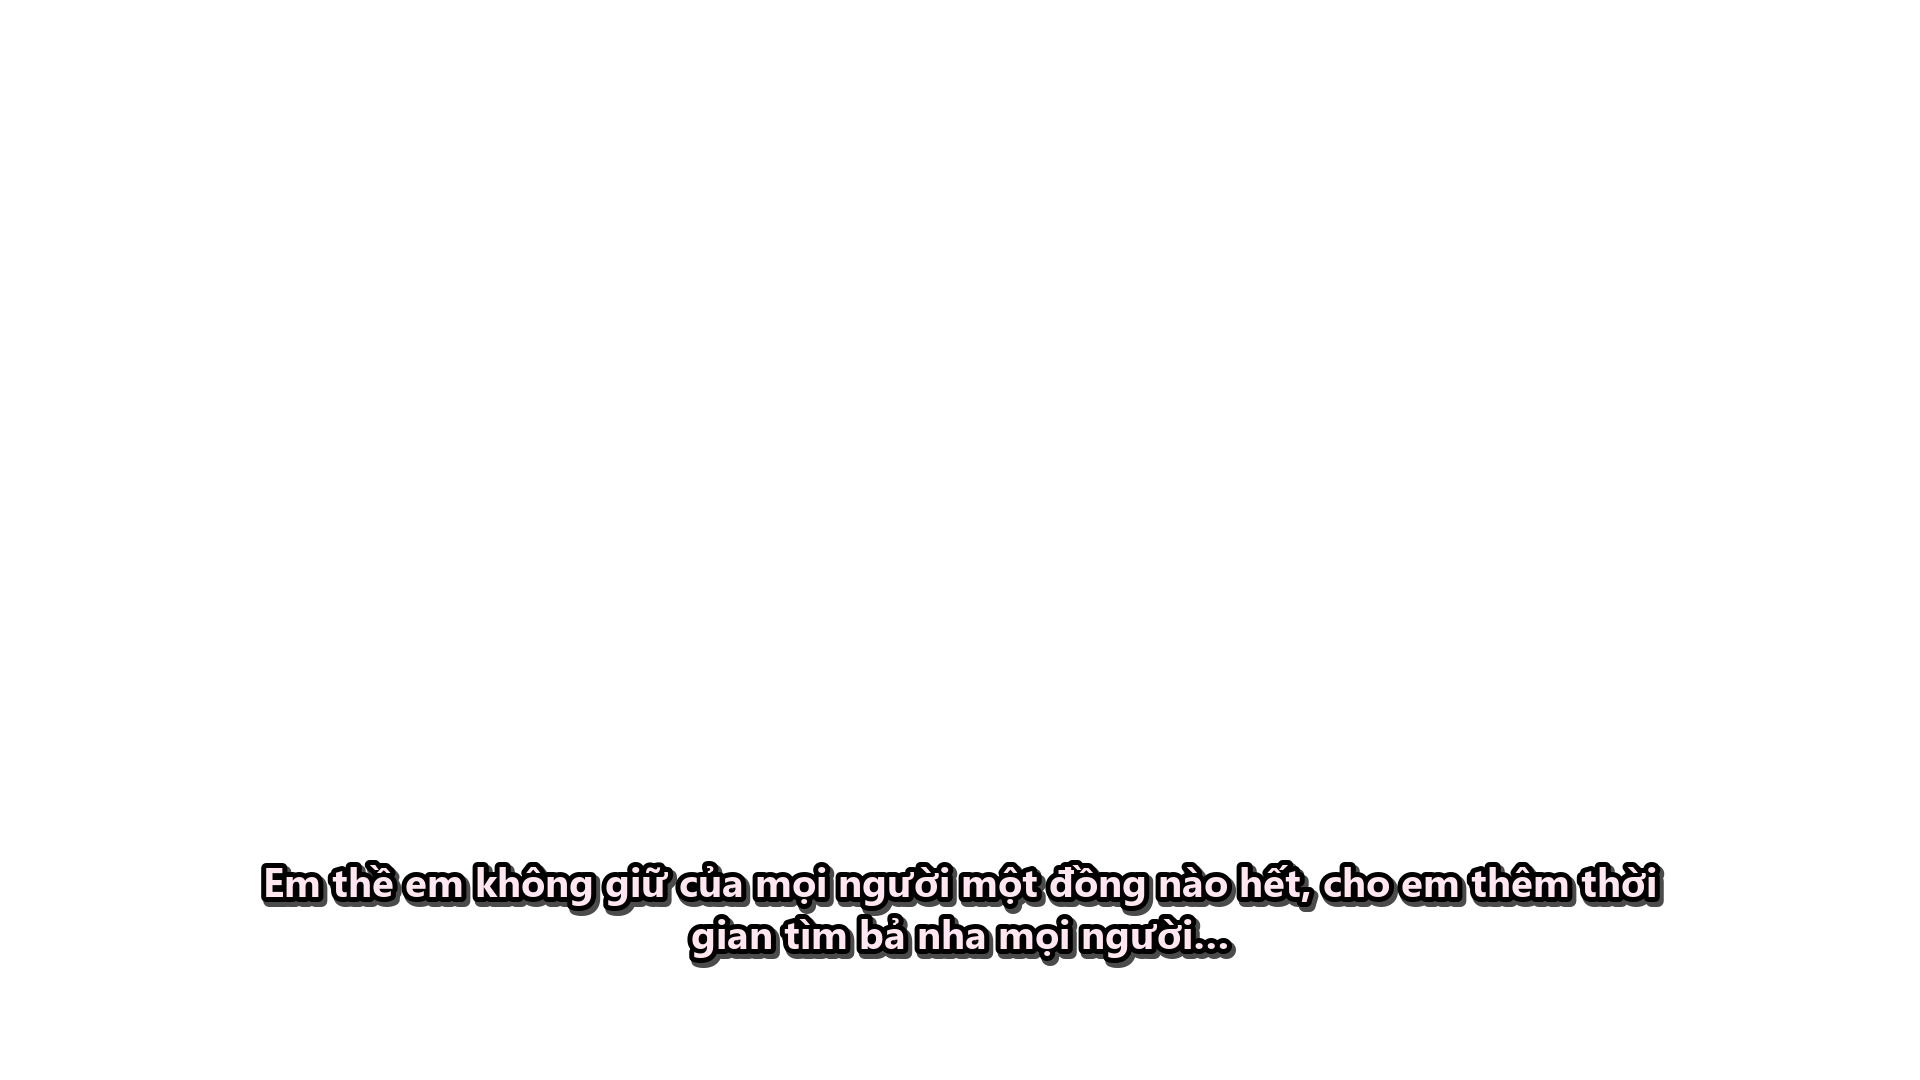 Em thề em không giữ của mọi người một đồng nào hết, cho em thêm thời
gian tìm bả nha mọi người...